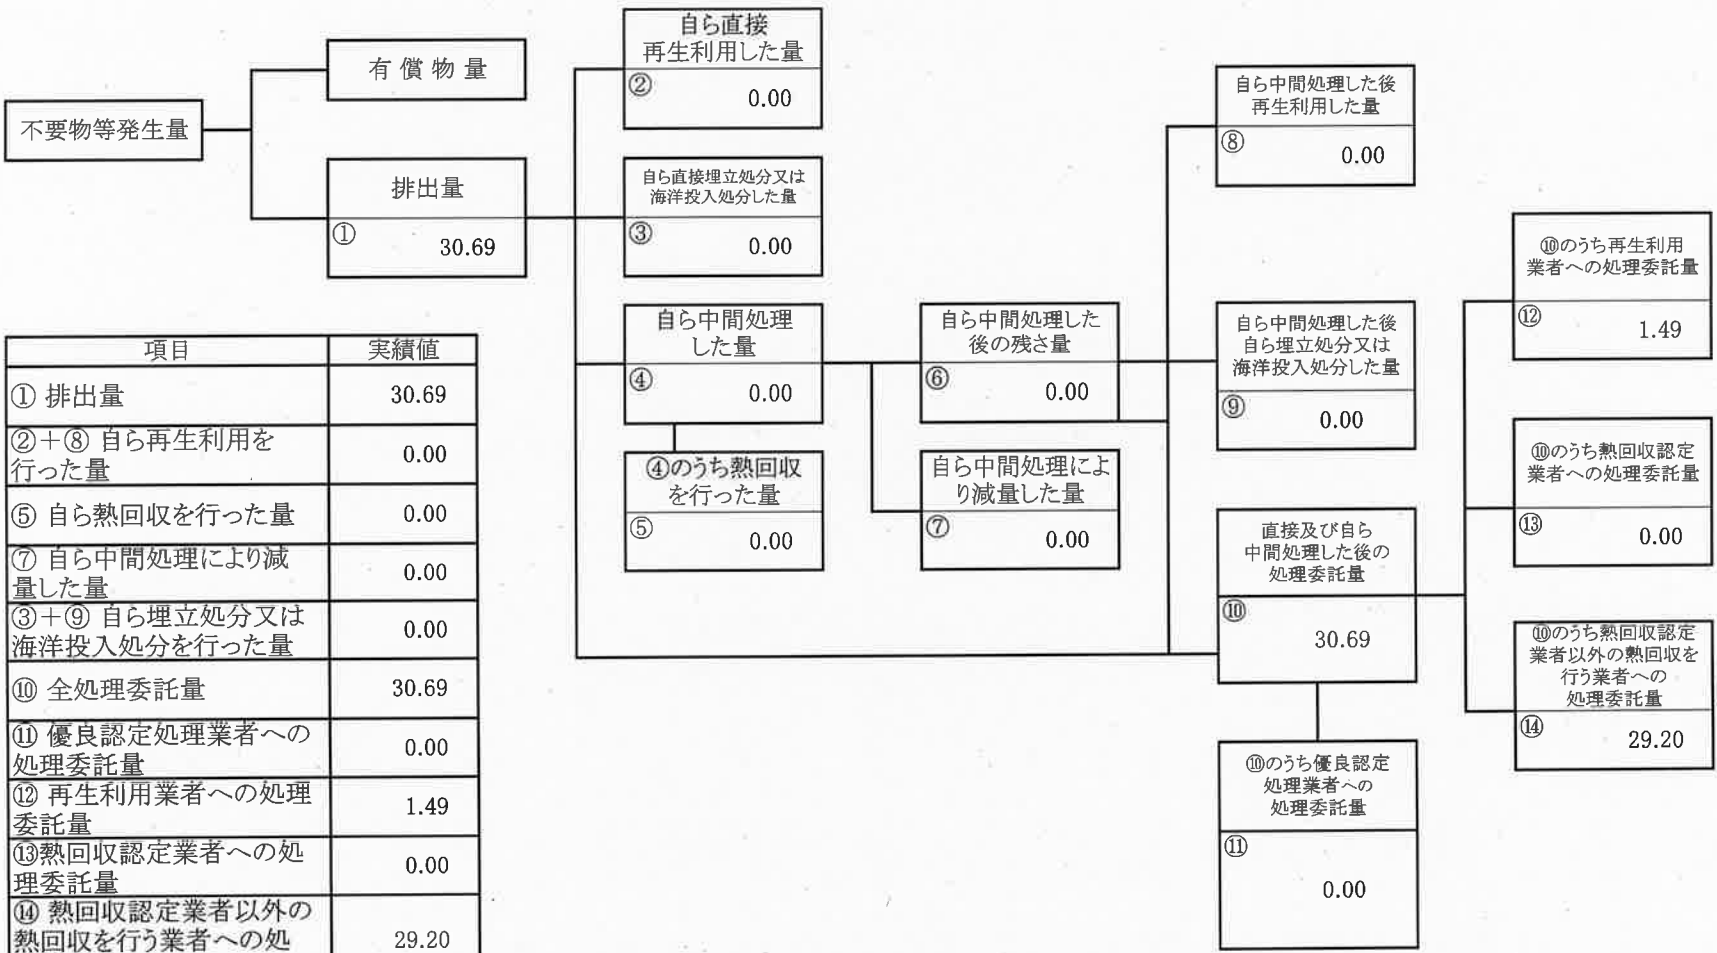 不要物等発生量
有償物量
排出量
①
30.69
自ら直接
再生利用した量
②
0.00
自ら直接埋立処分又は
海洋投入処分した量
③
0.00
自ら中間処理
した量
④
0.00
④のうち熱回収
を行った量
⑤
0.00
自ら中間処理した
後の残さ量
⑥
0.00
自ら中間処理によ
り減量した量
⑦
0.00
自ら中間処理した後
再生利用した量
⑧
0.00
自ら中間処理した後
自ら埋立処分又は
海洋投入処分した量
⑨
0.00
直接及び自ら
中間処理した後の
処理委託量
⑩
30.69
⑩のうち優良認定
処理業者への
処理委託量
⑪
0.00
⑩のうち再生利用
業者への処理委託量
⑫
1.49
⑩のうち熱回収認定
業者への処理委託量
⑬
0.00
⑩のうち熱回収認定
業者以外の熱回収を
行う業者への
処理委託量
⑭
29.20
項目 実績値
① 排出量 30.69
②+⑧ 自ら再生利用を
行った量 0.00
⑤ 自ら熱回収を行った量 0.00
⑦ 自ら中間処理により減
量した量 0.00
③+⑨ 自ら埋立処分又は
海洋投入処分を行った量 0.00
⑩ 全処理委託量 30.69
⑪ 優良認定処理業者への
処理委託量 0.00
⑫ 再生利用業者への処理
委託量 1.49
⑬熱回収認定業者への処
理委託量 0.00
⑭ 熱回収認定業者以外の
熱回収を行う業者への処 29.20